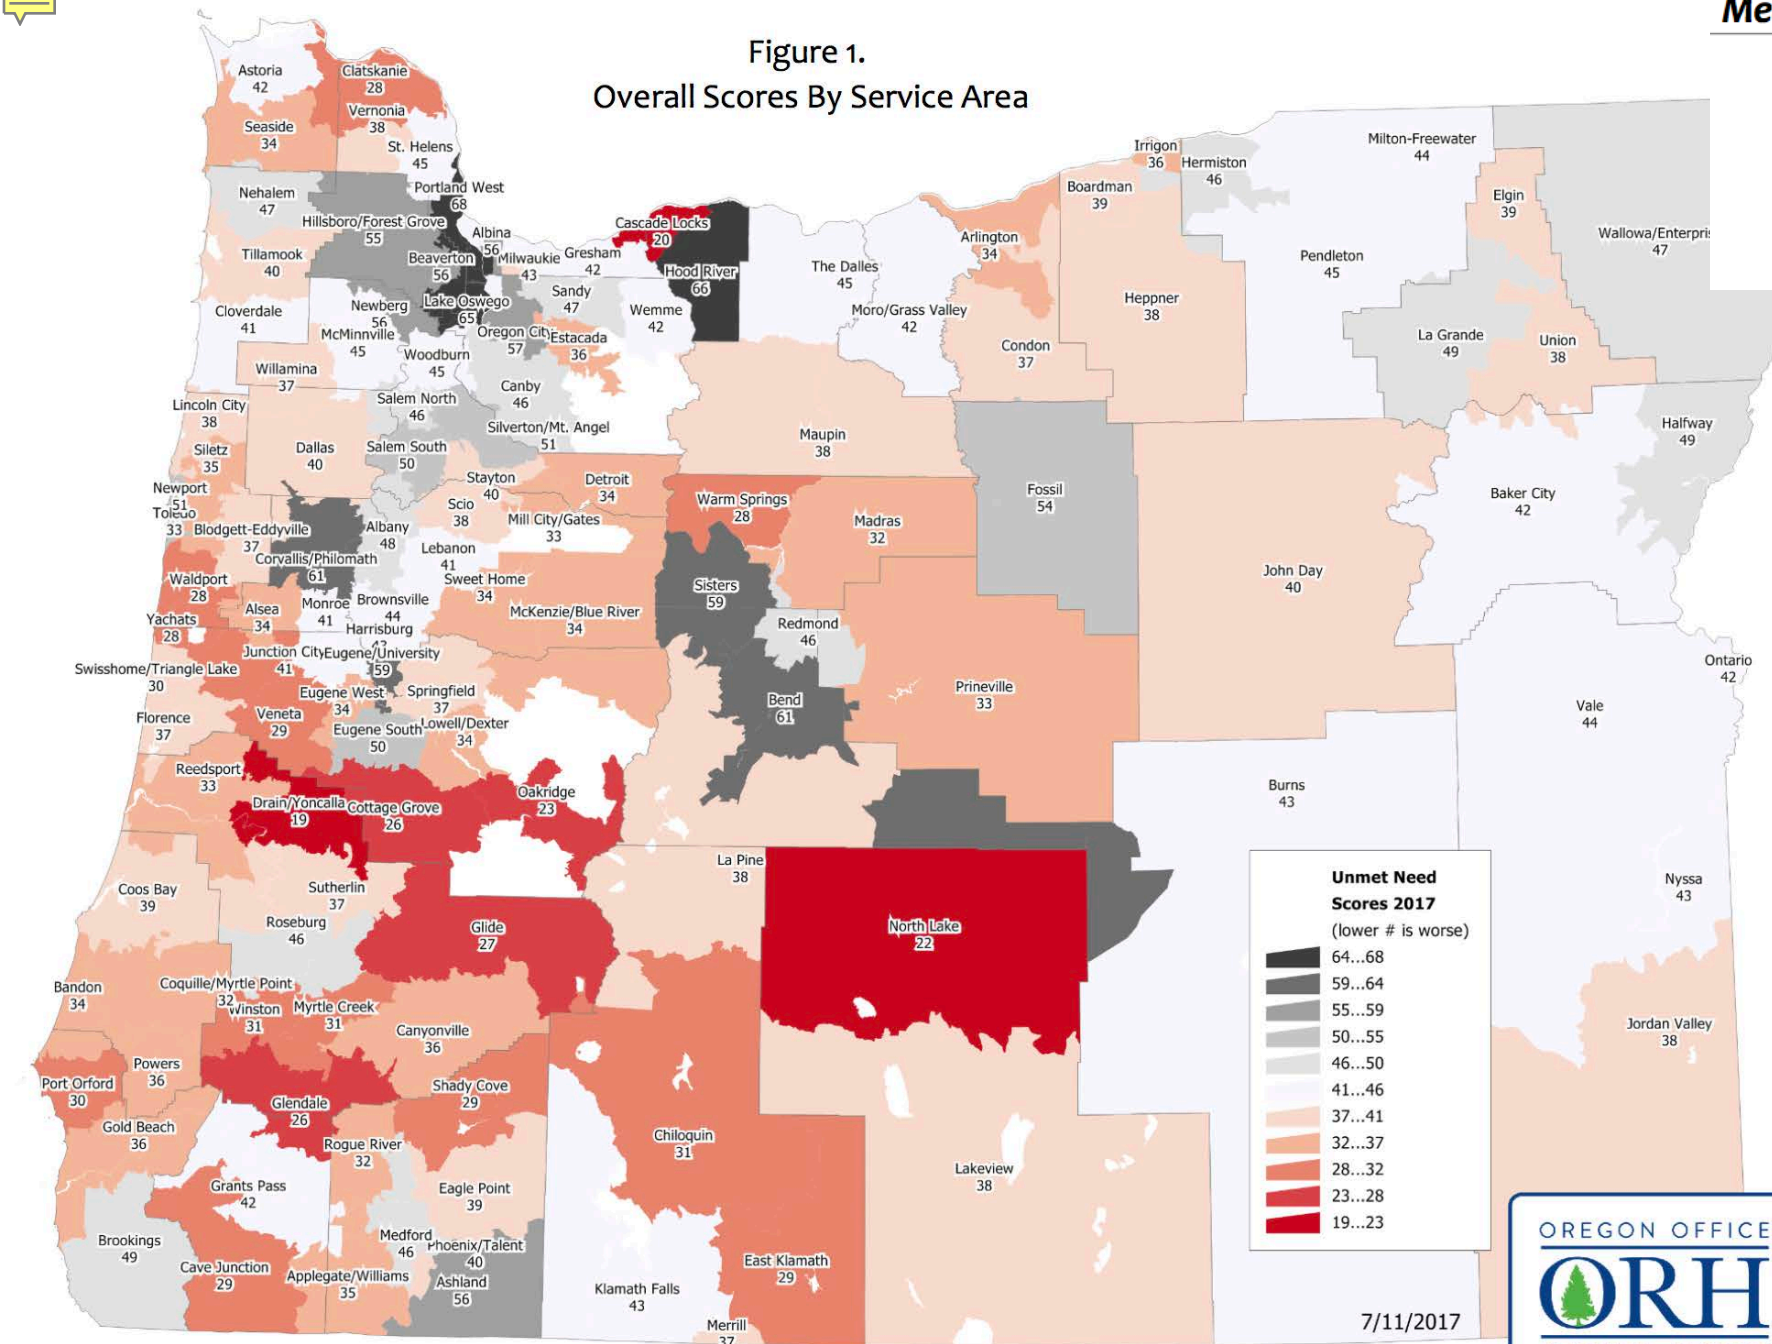 Me
Figure 1.
Overall Scores By Service Area
Astoria
42
Clatskanie
28
Vernonia
38
Seaside
34
St. Helens
45
Milton-Freewater
44
Irrigon
36
Hermiston
46
Nehalem
47
Portland West
68
Boardman
39
Elgin
39
Hillsboro/Forest Grove
55
Cascade Locks
20
Albina
56
Arlington
34
Wallowa/Enterpri
47
Tillamook
40
Beaverton
56
Milwaukie
43
Gresham
42
Hood River
66
The Dalles
45
Pendleton
45
Cloverdale
41
Newberg
56
Lake Oswego
65
Sandy
47
Wemme
42
Moro/Grass Valley
42
Heppner
38
McMinnville
45
Oregon City
57
Estacada
36
Condon
37
La Grande
49
Union
38
Willamina
37
Woodburn
45
Canby
46
Lincoln City
38
Salem North
46
Silverton/Mt. Angel
51
Maupin
38
Halfway
49
Siletz
35
Dallas
40
Salem South
50
Newport
51
Stayton
40
Detroit
34
Warm Springs
28
Fossil
54
Baker City
42
Toledo
33
Blodgett-Eddyville
37
Albany
48
Scio
38
Mill City/Gates
33
Madras
32
Corvallis/Philomath
61
Lebanon
41
Waldport
28
Sweet Home
34
Sisters
59
John Day
40
Alsea
34
Monroe
41
Brownsville
44
McKenzie/Blue River
34
Yachats
28
Harrisburg
Redmond
46
Swisshome/Triangle Lake
30
Junction City
41
Eugene/University
59
Ontario
42
Florence
37
Eugene West
34
Springfield
37
Bend
61
Prineville
33
Vale
44
Veneta
29
Eugene South
50
Lowell/Dexter
34
Reedsport
33
Drain/Yoncalla
19
Cottage Grove
26
Oakridge
23
Burns
43
Coos Bay
39
Sutherlin
37
La Pine
38
Nyssa
43
Roseburg
46
Glide
27
North Lake
22
Bandon
34
Coquille/Myrtle Point
32
Winston
31
Myrtle Creek
31
Canyonville
36
Jordan Valley
38
Port Orford
30
Powers
36
Shady Cove
29
Glendale
26
Gold Beach
36
Rogue River
32
Chiloquin
31
Lakeview
38
Grants Pass
42
Eagle Point
39
Brookings
49
Medford
46
Phoenix/Talent
40
Cave Junction
29
Applegate/Williams
35
Ashland
56
East Klamath
29
Klamath Falls
43
Merrill
37
Unmet Need
Scores 2017
(lower # is worse)
64...68
59...64
55...59
50...55
46...50
41...46
37...41
32...37
28...32
23...28
19...23
7/11/2017
OREGON OFFICE
ORH